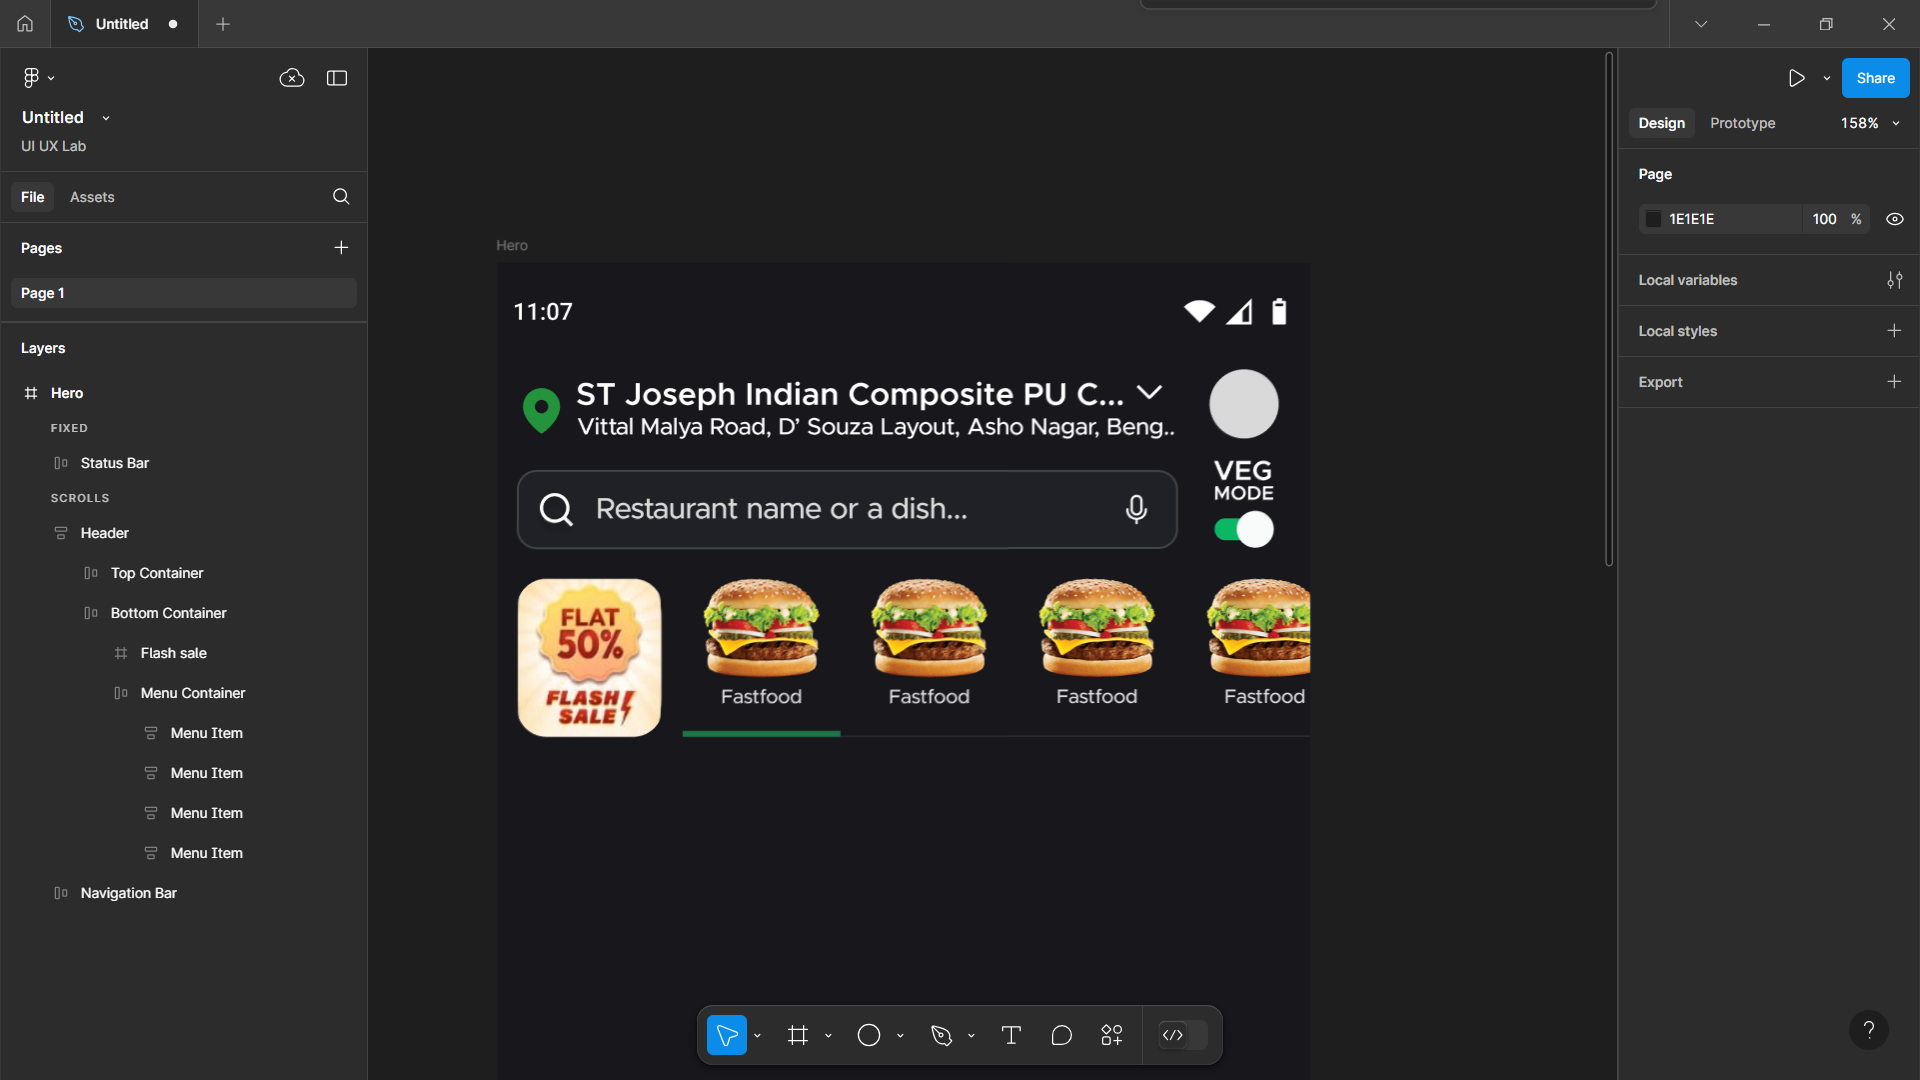 Untitled
Untitled
UI UX Lab
File
Assets
Pages
Page 1
Layers
Hero
FIXED
Status Bar
SCROLLS
Header
Top Container
Bottom Container
Flash sale
Menu Container
Menu Item
Menu Item
Menu Item
Menu Item
Navigation Bar
Hero
11:07
ST Joseph Indian Composite PU C...
Vittal Malya Road, D’ Souza Layout, Asho Nagar, Beng..
Restaurant name or a dish...
VEG
MODE
FLAT
50%
FLASH
SALE
Fastfood
Fastfood
Fastfood
Fastfood
Share
Design
Prototype
158%
Page
1E1E1E
100 %
Local variables
Local styles
Export
?